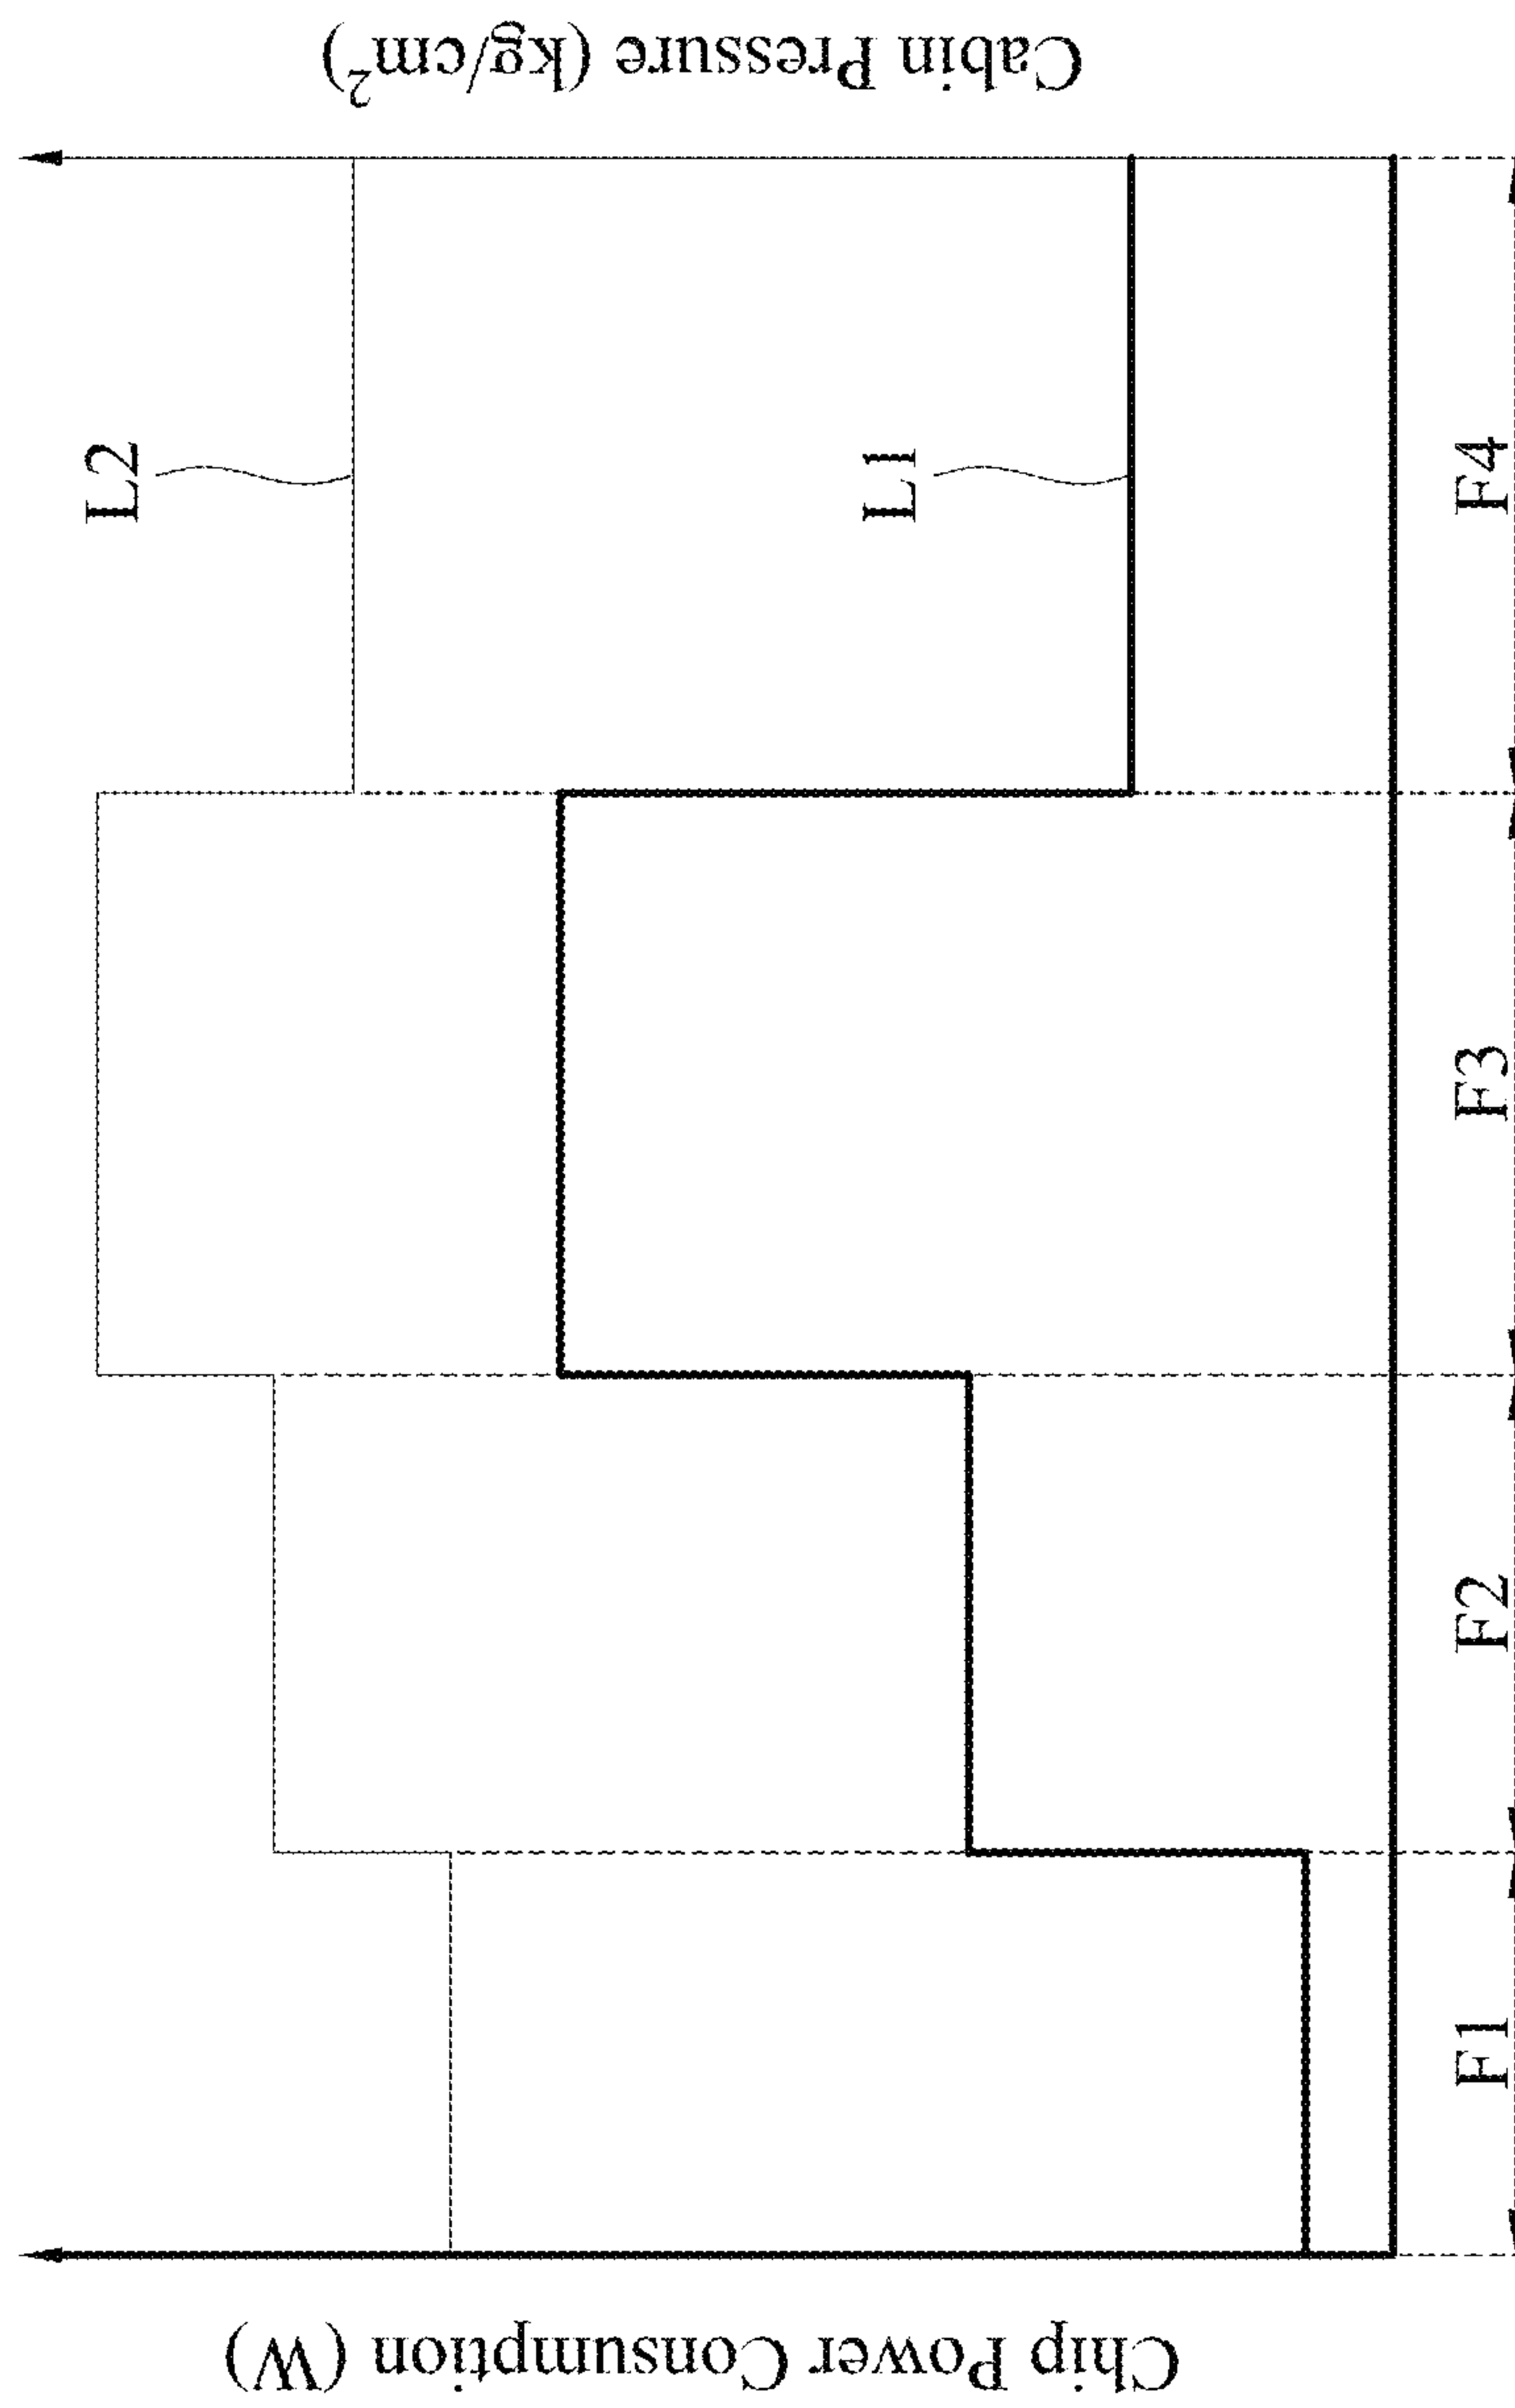 Chip Power Consumption (W)
Cabin Pressure (kg/cm²)
L2
L1
F1
F2
F3
F4